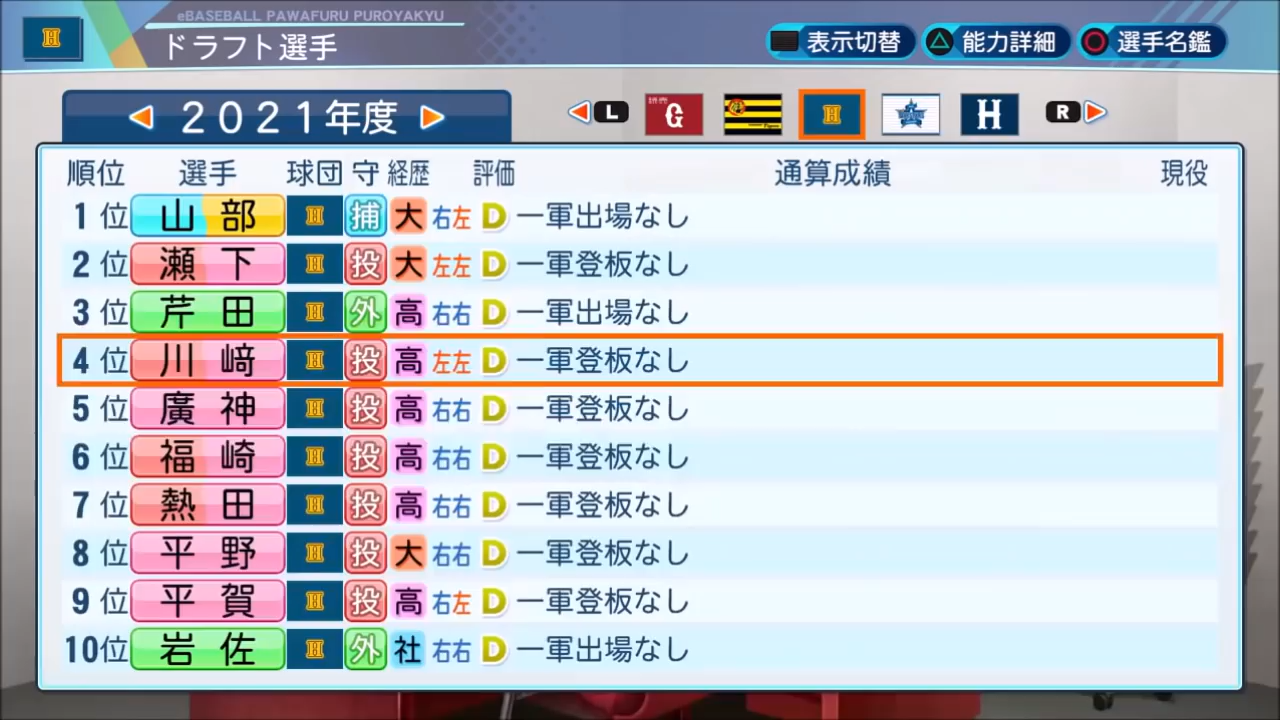 eBASEBALL PAWAFURU PUROYAKYU
ドラフト選手
表示切替 能力詳細 選手名鑑
2021年度 L G H R
順位 選手 球団 守 経歴 評価 通算成績 現役
1位 山部 捕 大 右左 D 一軍出場なし
2位 瀬下 投 大 左左 D 一軍登板なし
3位 芹田 外 高 右右 D 一軍出場なし
4位 川﨑 投 高 左左 D 一軍登板なし
5位 廣神 投 高 右右 D 一軍登板なし
6位 福崎 投 高 右右 D 一軍登板なし
7位 熱田 投 高 右右 D 一軍登板なし
8位 平野 投 大 右右 D 一軍登板なし
9位 平賀 投 高 右左 D 一軍登板なし
10位 岩佐 外 社 右右 D 一軍出場なし